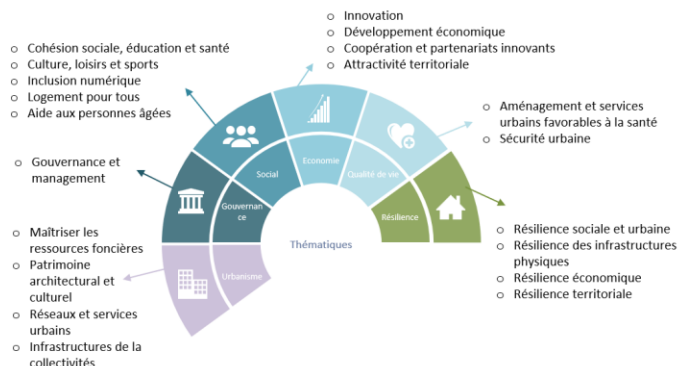 ○ Innovation
○ Développement économique
○ Coopération et partenariats innovants
○ Attractivité territoriale
○ Cohésion sociale, éducation et santé
○ Culture, loisirs et sports
○ Inclusion numérique
○ Logement pour tous
○ Aide aux personnes âgées
○ Aménagement et services
urbains favorables à la santé
○ Sécurité urbaine
○ Gouvernance et
management
Economie
Social
Qualité de vie
Gouvernan
ce
Résilience
Thématiques
Urbanisme
○ Maîtriser les
ressources foncières
○ Patrimoine
architectural et
culturel
○ Réseaux et services
urbains
○ Infrastructures de la
collectivités
○ Résilience sociale et urbaine
○ Résilience des infrastructures
physiques
○ Résilience économique
○ Résilience territoriale